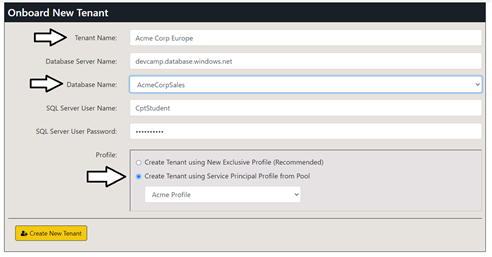 Onboard New Tenant
Tenant Name: Acme Corp Europe
Database Server Name: devcamp.database.windows.net
Database Name: AcmeCorpSales
SQL Server User Name: CptStudent
SQL Server User Password: ••••••••••
Profile:
Create Tenant using New Exclusive Profile (Recommended)
Create Tenant using Service Principal Profile from Pool
Acme Profile
Create New Tenant